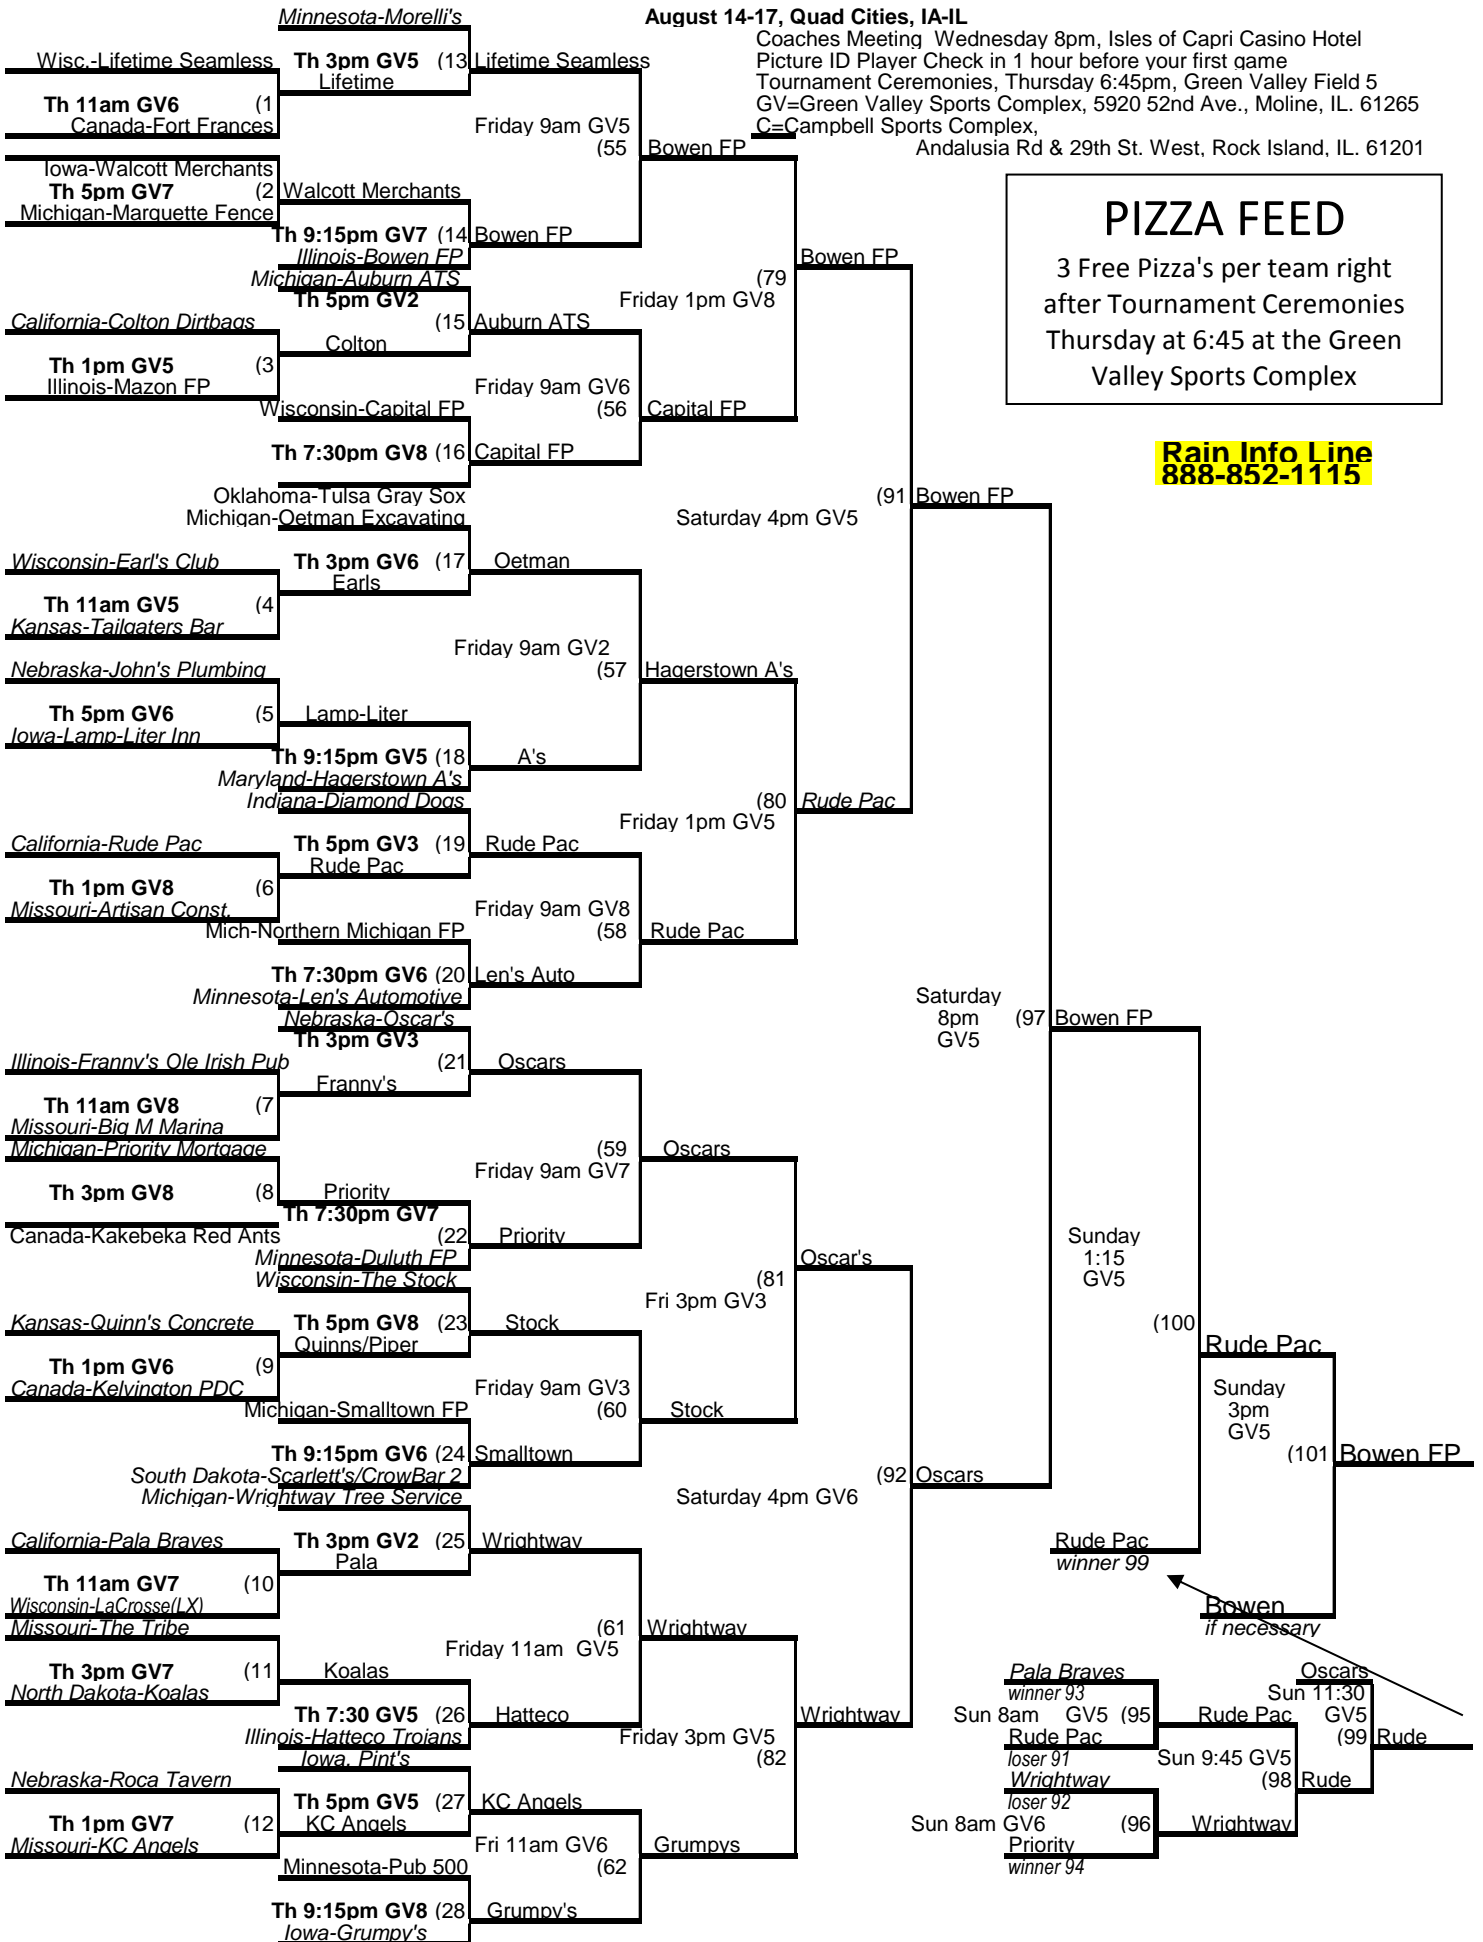 Minnesota-Morelli's
August 14-17, Quad Cities, IA-IL
Coaches Meeting  Wednesday 8pm, Isles of Capri Casino Hotel
Picture ID Player Check in 1 hour before your first game
Tournament Ceremonies, Thursday 6:45pm, Green Valley Field 5
GV=Green Valley Sports Complex, 5920 52nd Ave., Moline, IL. 61265
C=Campbell Sports Complex,
Andalusia Rd & 29th St. West, Rock Island, IL. 61201
PIZZA FEED
3 Free Pizza's per team right
after Tournament Ceremonies
Thursday at 6:45 at the Green
Valley Sports Complex
Rain Info Line
888-852-1115
Wisc.-Lifetime Seamless
Th 11am GV6 (1
Canada-Fort Frances
Iowa-Walcott Merchants
Th 5pm GV7 (2
Michigan-Marquette Fence
California-Colton Dirtbags
Th 1pm GV5 (3
Illinois-Mazon FP
Wisconsin-Earl's Club
Th 11am GV5 (4
Kansas-Tailgaters Bar
Nebraska-John's Plumbing
Th 5pm GV6 (5
Iowa-Lamp-Liter Inn
California-Rude Pac
Th 1pm GV8 (6
Missouri-Artisan Const.
Illinois-Franny's Ole Irish Pub
Th 11am GV8 (7
Missouri-Big M Marina
Michigan-Priority Mortgage
Th 3pm GV8 (8
Canada-Kakebeka Red Ants
Kansas-Quinn's Concrete
Th 1pm GV6 (9
Canada-Kelvington PDC
California-Pala Braves
Th 11am GV7 (10
Wisconsin-LaCrosse(LX)
Missouri-The Tribe
Th 3pm GV7 (11
North Dakota-Koalas
Nebraska-Roca Tavern
Th 1pm GV7 (12
Missouri-KC Angels
Th 3pm GV5 (13
Lifetime
Walcott Merchants
Th 9:15pm GV7 (14
Illinois-Bowen FP
Michigan-Auburn ATS
Th 5pm GV2
(15
Colton
Wisconsin-Capital FP
Th 7:30pm GV8 (16
Oklahoma-Tulsa Gray Sox
Michigan-Oetman Excavating
Th 3pm GV6 (17
Earls
Lamp-Liter
Th 9:15pm GV5 (18
Maryland-Hagerstown A's
Indiana-Diamond Dogs
Th 5pm GV3 (19
Rude Pac
Mich-Northern Michigan FP
Th 7:30pm GV6 (20
Minnesota-Len's Automotive
Nebraska-Oscar's
Th 3pm GV3
(21
Franny's
Priority
Th 7:30pm GV7
(22
Minnesota-Duluth FP
Wisconsin-The Stock
Th 5pm GV8 (23
Quinns/Piper
Michigan-Smalltown FP
Th 9:15pm GV6 (24
South Dakota-Scarlett's/CrowBar 2
Michigan-Wrightway Tree Service
Th 3pm GV2 (25
Pala
Koalas
Th 7:30 GV5 (26
Illinois-Hatteco Trojans
Iowa, Pint's
Th 5pm GV5 (27
KC Angels
Minnesota-Pub 500
Th 9:15pm GV8 (28
Iowa-Grumpy's
Lifetime Seamless
Friday 9am GV5
(55
Bowen FP
Auburn ATS
Friday 9am GV6
(56
Capital FP
Oetman
Friday 9am GV2
(57
A's
Rude Pac
Friday 9am GV8
(58
Len's Auto
Oscars
(59
Friday 9am GV7
Priority
Stock
Friday 9am GV3
(60
Smalltown
Wrightway
(61
Friday 11am  GV5
Hatteco
KC Angels
Fri 11am GV6
(62
Grumpy's
Bowen FP
(79
Friday 1pm GV8
Capital FP
Hagerstown A's
(80
Friday 1pm GV5
Rude Pac
Oscars
(81
Fri 3pm GV3
Stock
Wrightway
Friday 3pm GV5
(82
Grumpys
Bowen FP
(91
Saturday 4pm GV5
Rude Pac
Oscar's
(92
Saturday 4pm GV6
Wrightway
Bowen FP
Saturday
8pm
GV5
(97
Oscars
Bowen FP
Sunday
1:15
GV5
(100
Rude Pac
winner 99
Rude Pac
Sunday
3pm
GV5
(101
Bowen FP
Bowen
if necessary
Pala Braves
winner 93
Sun 8am GV5 (95
Rude Pac
loser 91
Wrightway
loser 92
Sun 8am GV6 (96
Priority
winner 94
Rude Pac
Sun 9:45 GV5
(98
Wrightway
Oscars
Sun 11:30
GV5
(99
Rude
Rude